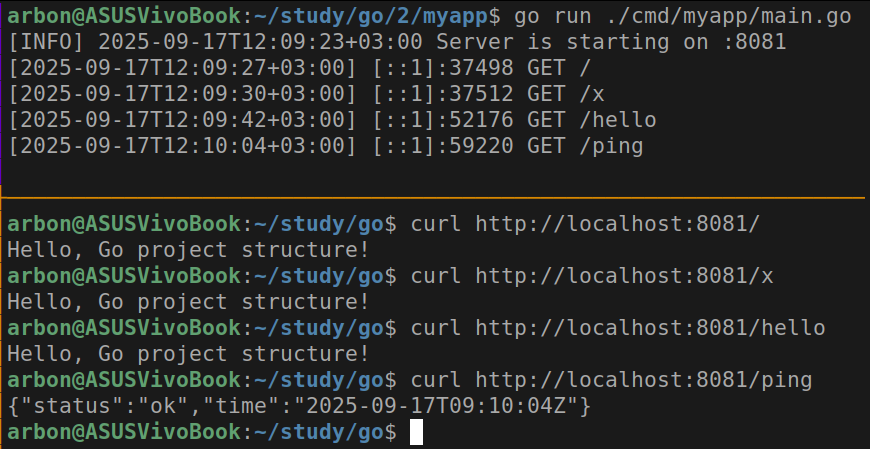 arbon@ASUSVivoBook:~/study/go/2/myapp$ go run ./cmd/myapp/main.go
[INFO] 2025-09-17T12:09:23+03:00 Server is starting on :8081
[2025-09-17T12:09:27+03:00] [::1]:37498 GET /
[2025-09-17T12:09:30+03:00] [::1]:37512 GET /x
[2025-09-17T12:09:42+03:00] [::1]:52176 GET /hello
[2025-09-17T12:10:04+03:00] [::1]:59220 GET /ping
arbon@ASUSVivoBook:~/study/go$ curl http://localhost:8081/
Hello, Go project structure!
arbon@ASUSVivoBook:~/study/go$ curl http://localhost:8081/x
Hello, Go project structure!
arbon@ASUSVivoBook:~/study/go$ curl http://localhost:8081/hello
Hello, Go project structure!
arbon@ASUSVivoBook:~/study/go$ curl http://localhost:8081/ping
{"status":"ok","time":"2025-09-17T09:10:04Z"}
arbon@ASUSVivoBook:~/study/go$